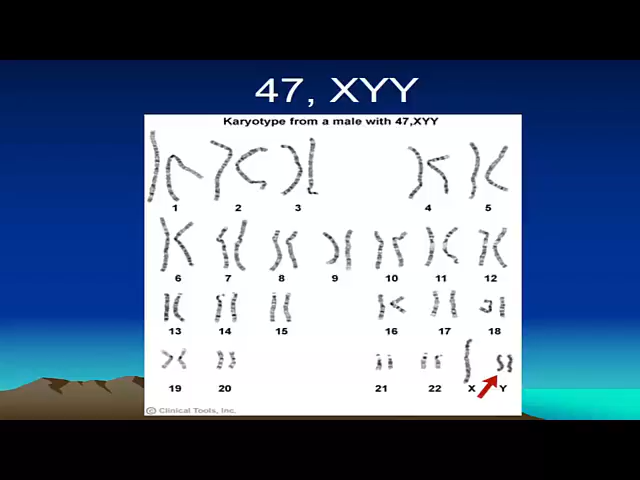 47, XYY
Karyotype from a male with 47,XYY
1 2 3 4 5
6 7 8 9 10 11 12
13 14 15 16 17 18
19 20 21 22 X Y
© Clinical Tools, Inc.